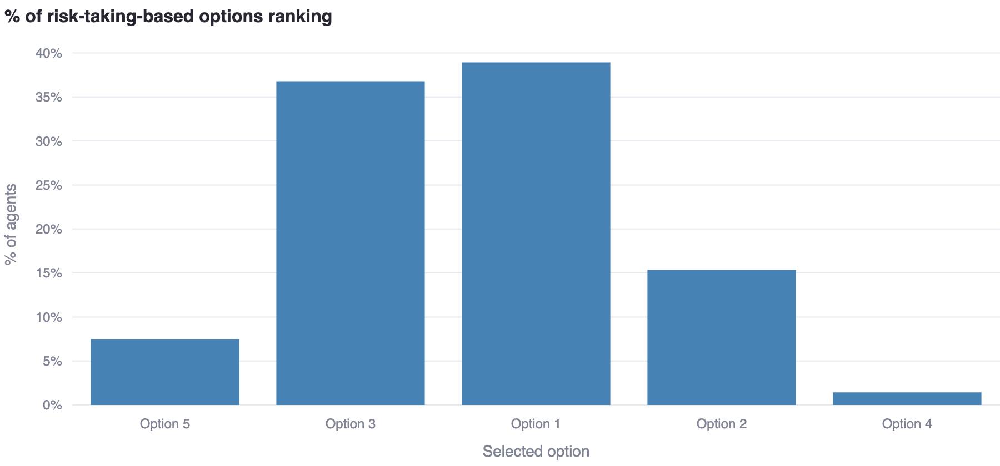 % of risk-taking-based options ranking
40%
35%
30%
25%
20%
15%
10%
5%
0%
% of agents
Option 5
Option 3
Option 1
Option 2
Option 4
Selected option